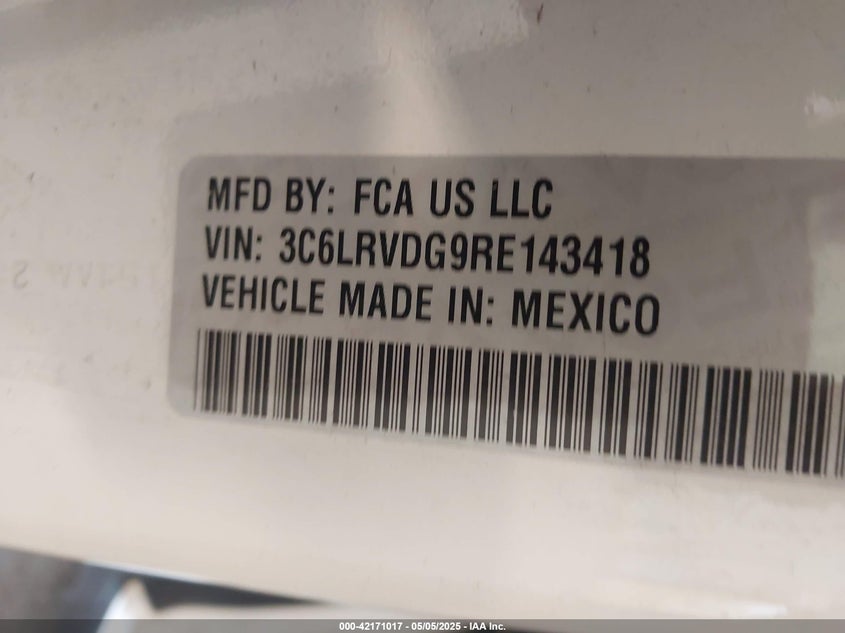 MFD BY: FCA US LLC
VIN: 3C6LRVDG9RE143418
VEHICLE MADE IN: MEXICO
000-42171017 - 05/05/2025 - IAA Inc.